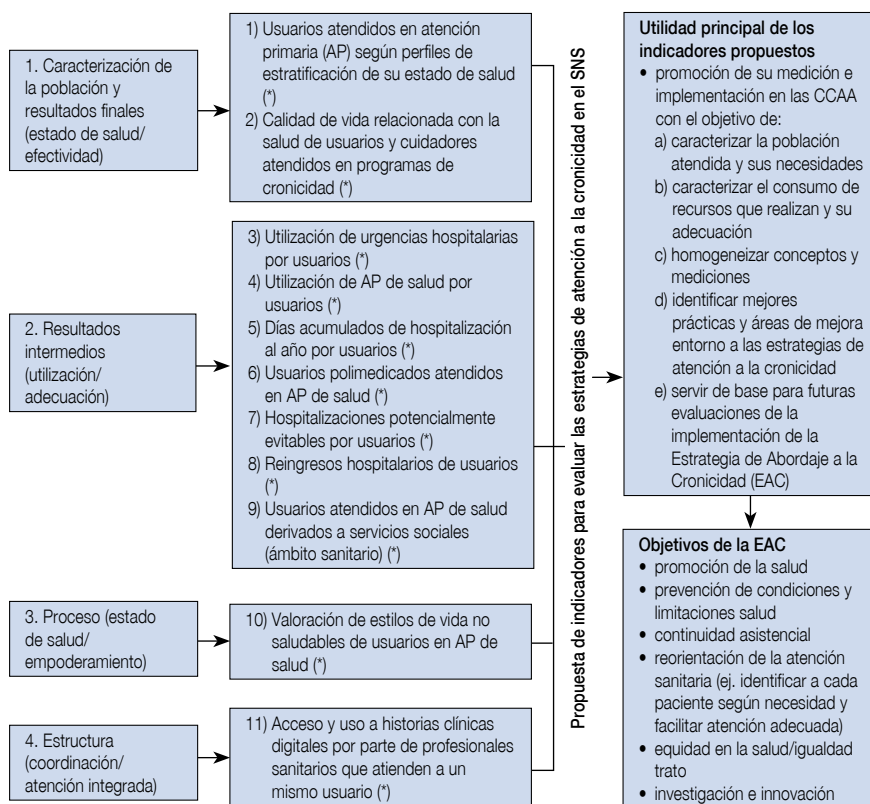 1. Caracterización de
la población y
resultados finales
(estado de salud/
efectividad)
1) Usuarios atendidos en atención
primaria (AP) según perfiles de
estratificación de su estado de salud
(*)
2) Calidad de vida relacionada con la
salud de usuarios y cuidadores
atendidos en programas de
cronicidad (*)
2. Resultados
intermedios
(utilización/
adecuación)
3) Utilización de urgencias hospitalarias
por usuarios (*)
4) Utilización de AP de salud por
usuarios (*)
5) Días acumulados de hospitalización
al año por usuarios (*)
6) Usuarios polimedicados atendidos
en AP de salud (*)
7) Hospitalizaciones potencialmente
evitables por usuarios (*)
8) Reingresos hospitalarios de usuarios
(*)
9) Usuarios atendidos en AP de salud
derivados a servicios sociales
(ámbito sanitario) (*)
3. Proceso (estado
de salud/
empoderamiento)
10) Valoración de estilos de vida no
saludables de usuarios en AP de
salud (*)
4. Estructura
(coordinación/
atención integrada)
11) Acceso y uso a historias clínicas
digitales por parte de profesionales
sanitarios que atienden a un
mismo usuario (*)
Propuesta de indicadores para evaluar las estrategias de atención a la cronicidad en el SNS
Utilidad principal de los
indicadores propuestos
• promoción de su medición e
implementación en las CCAA
con el objetivo de:
a) caracterizar la población
atendida y sus necesidades
b) caracterizar el consumo de
recursos que realizan y su
adecuación
c) homogeneizar conceptos y
mediciones
d) identificar mejores
prácticas y áreas de mejora
entorno a las estrategias de
atención a la cronicidad
e) servir de base para futuras
evaluaciones de la
implementación de la
Estrategia de Abordaje a la
Cronicidad (EAC)
Objetivos de la EAC
• promoción de la salud
• prevención de condiciones y
limitaciones salud
• continuidad asistencial
• reorientación de la atención
sanitaria (ej. identificar a cada
paciente según necesidad y
facilitar atención adecuada)
• equidad en la salud/igualdad
trato
• investigación e innovación